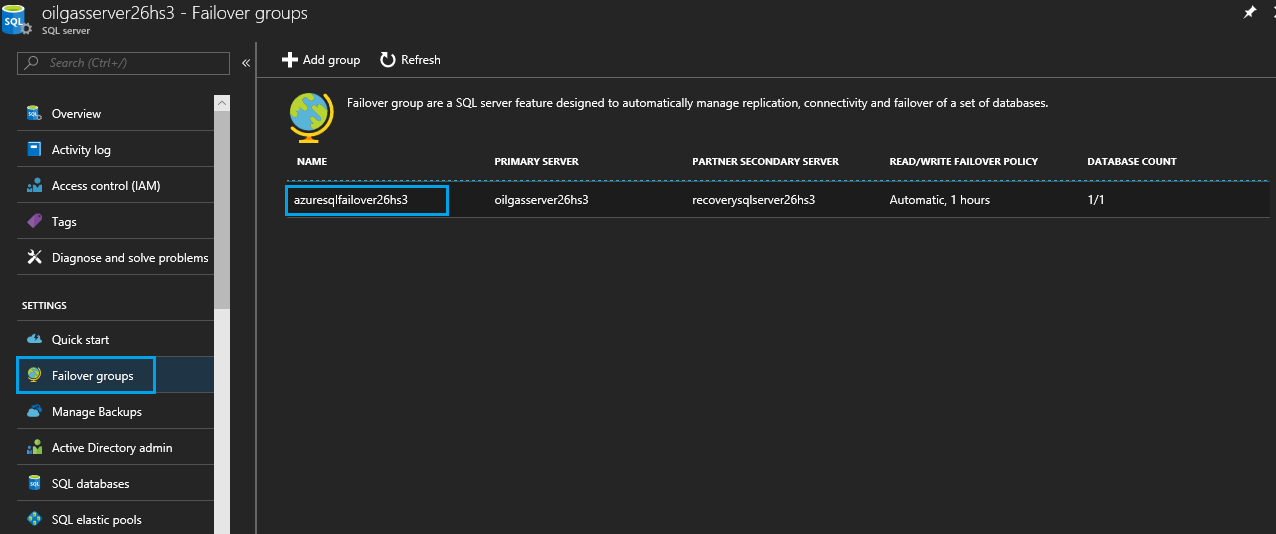 oilgasserver26hs3 - Failover groups
SQL server
Search (Ctrl+/)
«
Overview
Activity log
Access control (IAM)
Tags
Diagnose and solve problems
SETTINGS
Quick start
Failover groups
Manage Backups
Active Directory admin
SQL databases
SQL elastic pools
Add group Refresh
Failover group are a SQL server feature designed to automatically manage replication, connectivity and failover of a set of databases.
NAME PRIMARY SERVER PARTNER SECONDARY SERVER READ/WRITE FAILOVER POLICY DATABASE COUNT
azuresqlfailover26hs3 oilgasserver26hs3 recoverysqlserver26hs3 Automatic, 1 hours 1/1